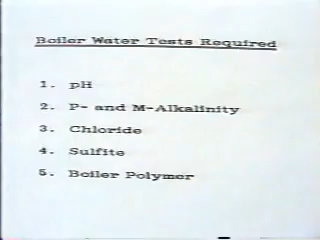 Boiler Water Tests Required
1. pH
2. P- and M-Alkalinity
3. Chloride
4. Sulfite
5. Boiler Polymer